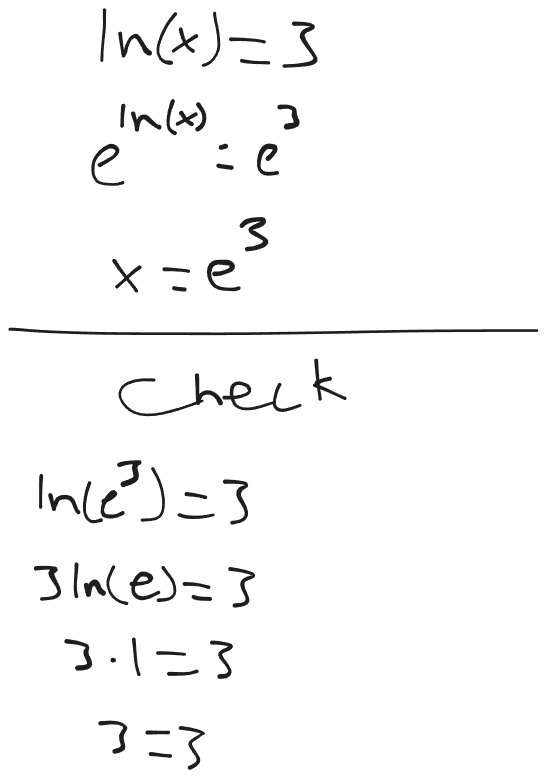 ln(x)=3
e^ln(x)=e^3
x=e^3
Check
ln(e^3)=3
3ln(e)=3
3·1=3
3=3